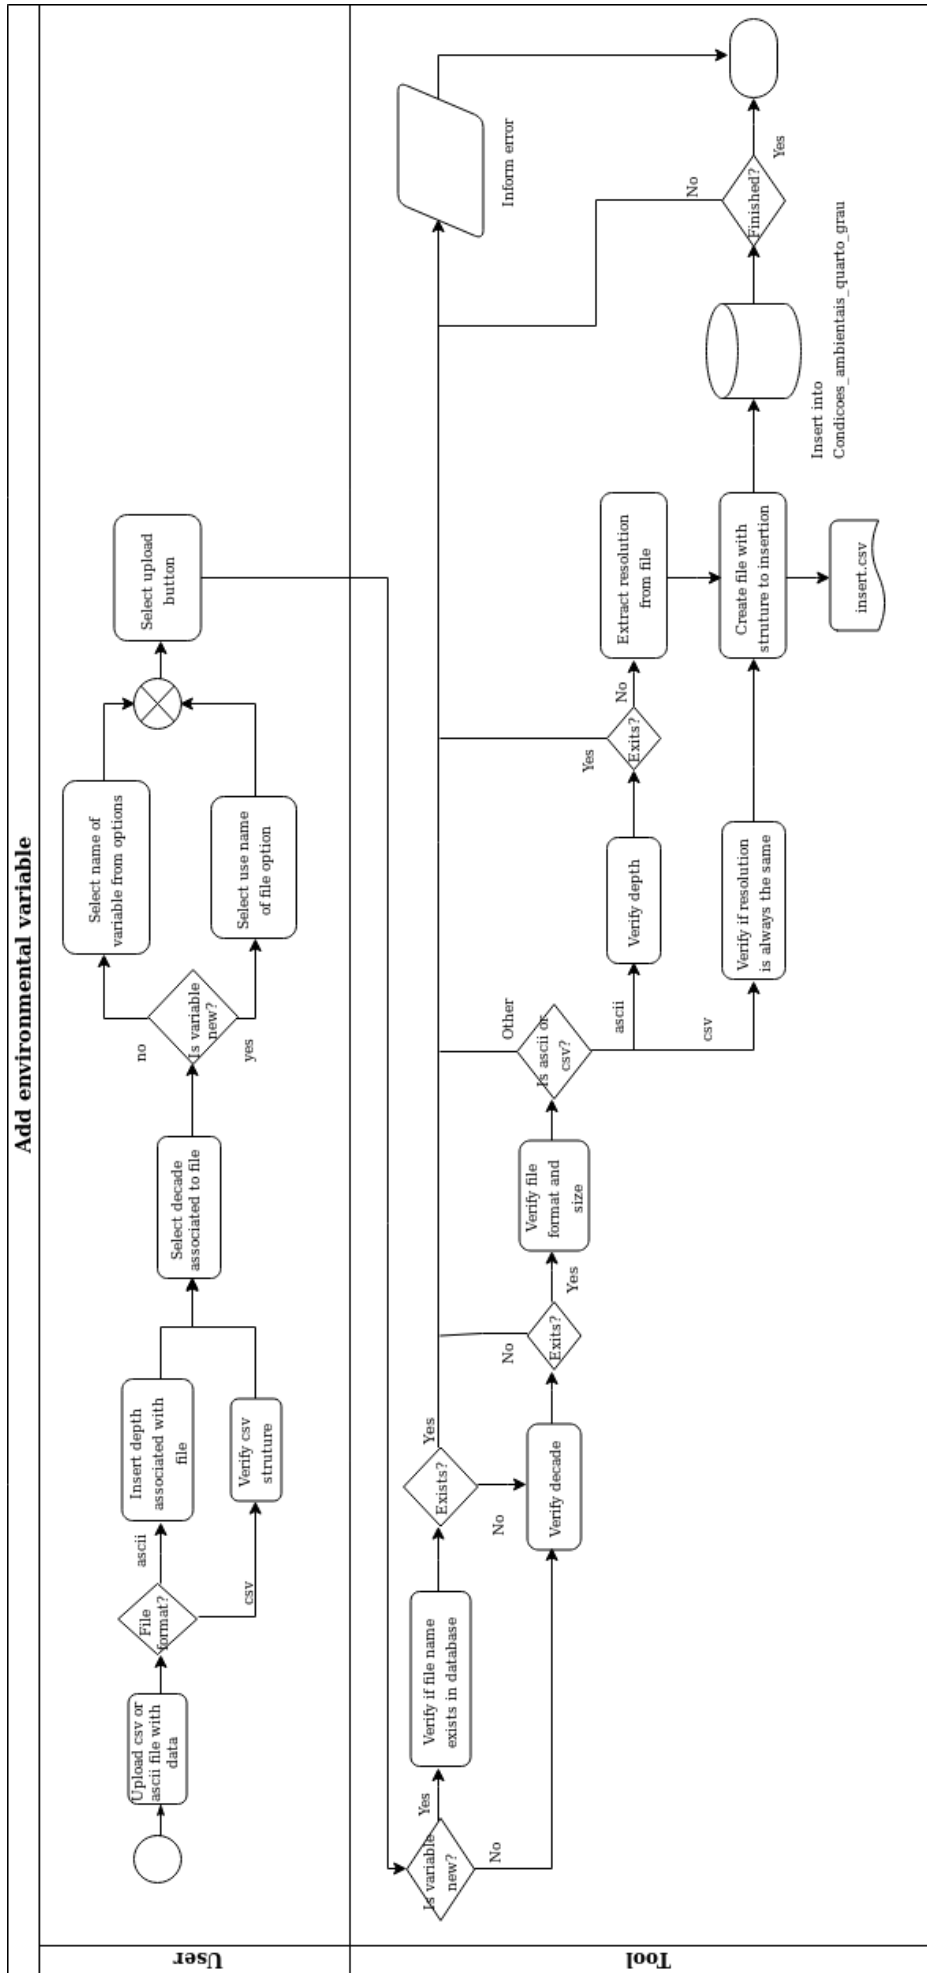 Add environmental variable
User
Upload csv or
ascii file with
data
File
format?
ascii
csv
Insert depth
associated with
file
Verify csv
struture
Select decade
associated to file
Is variable
new?
no
yes
Select name of
variable from options
Select use name
of file option
Select upload
button
Tool
Is variable
new?
Yes
No
Verify if file name
exists in database
Exists?
Yes
No
Verify decade
Exits?
No
Yes
Verify file
format and
size
Is ascii or
csv?
Other
ascii
csv
Verify depth
Verify if resolution
is always the same
Exits?
Yes
No
Extract resolution
from file
Create file with
struture to insertion
insert.csv
Insert into
Condicoes_ambientais_quarto_grau
Finished?
No
Yes
Inform error